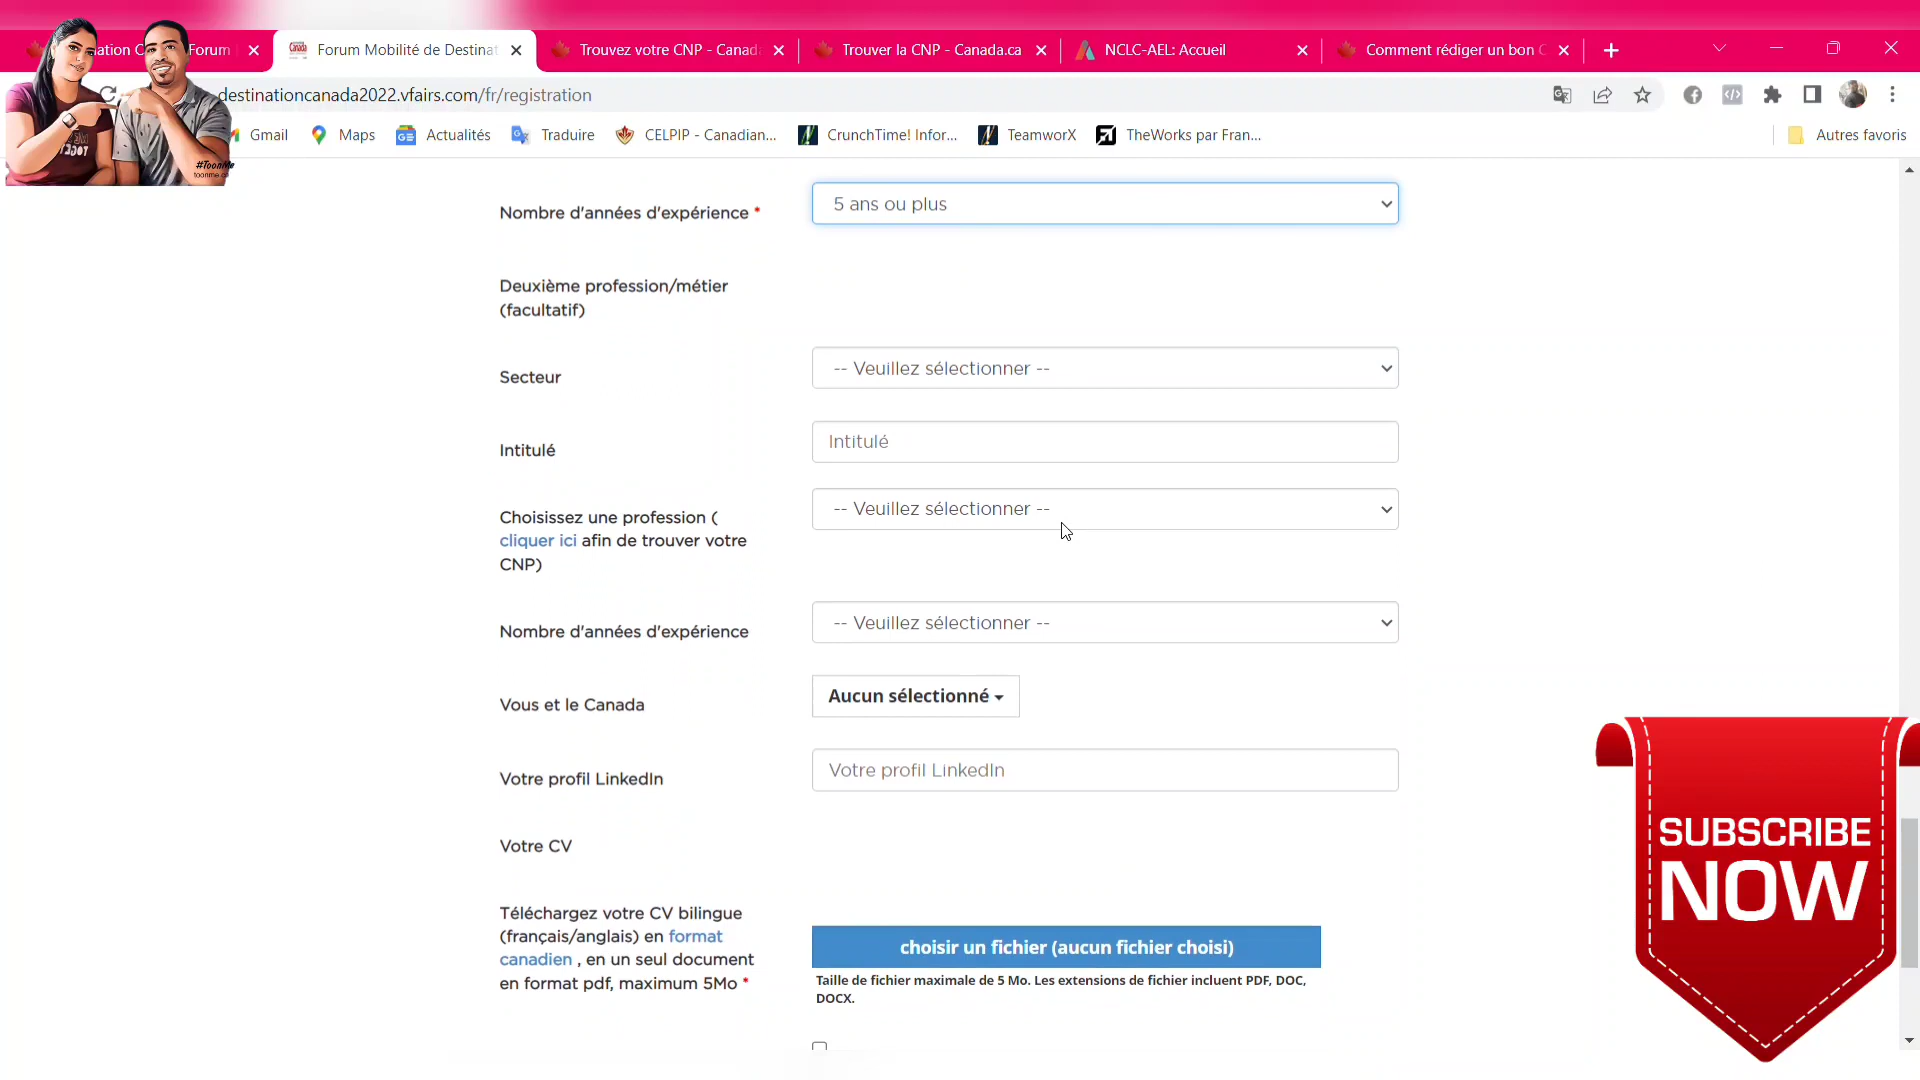 ation C
Forum
Forum Mobilité de Destinat
Trouvez votre CNP - Canad
Trouver la CNP - Canada.ca
NCLC-AEL: Accueil
Comment rédiger un bon C
destinationcanada2022.vfairs.com/fr/registration
Gmail
Maps
Actualités
Traduire
CELPIP - Canadian...
CrunchTime! Infor...
TeamworX
TheWorks par Fran...
Autres favoris
#ToonMe
toonme.co
Nombre d'années d'expérience *
5 ans ou plus
Deuxième profession/métier
(facultatif)
Secteur
-- Veuillez sélectionner --
Intitulé
Intitulé
Choisissez une profession (
cliquer ici afin de trouver votre
CNP)
-- Veuillez sélectionner --
Nombre d'années d'expérience
-- Veuillez sélectionner --
Vous et le Canada
Aucun sélectionné
Votre profil LinkedIn
Votre profil LinkedIn
Votre CV
Téléchargez votre CV bilingue
(français/anglais) en format
canadien , en un seul document
en format pdf, maximum 5Mo *
choisir un fichier (aucun fichier choisi)
Taille de fichier maximale de 5 Mo. Les extensions de fichier incluent PDF, DOC,
DOCX.
SUBSCRIBE
NOW